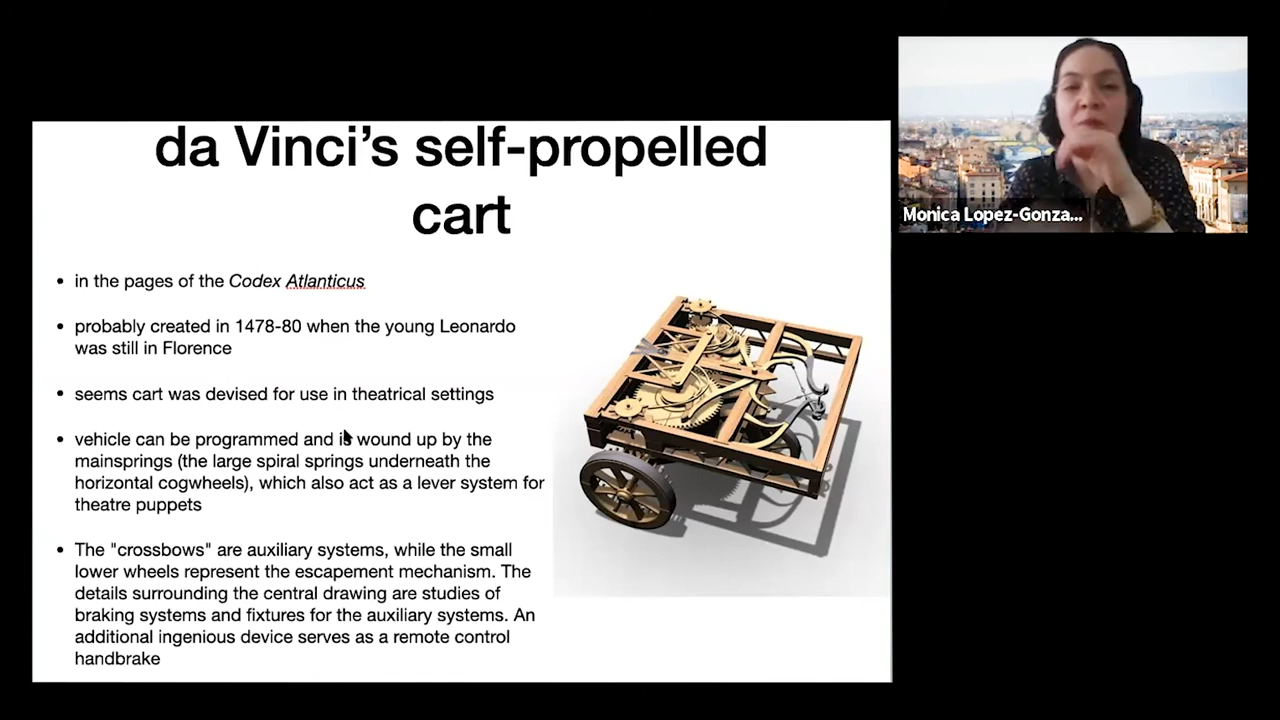 da Vinci's self-propelled
cart
• in the pages of the Codex Atlanticus
• probably created in 1478-80 when the young Leonardo
was still in Florence
• seems cart was devised for use in theatrical settings
• vehicle can be programmed and is wound up by the
mainsprings (the large spiral springs underneath the
horizontal cogwheels), which also act as a lever system for
theatre puppets
• The "crossbows" are auxiliary systems, while the small
lower wheels represent the escapement mechanism. The
details surrounding the central drawing are studies of
braking systems and fixtures for the auxiliary systems. An
additional ingenious device serves as a remote control
handbrake
Monica Lopez-Gonza...